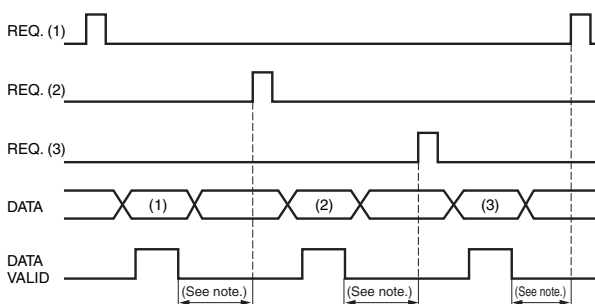 REQ. (1)
REQ. (2)
REQ. (3)
DATA
(1)
(2)
(3)
DATA
VALID
(See note.)
(See note.)
(See note.)